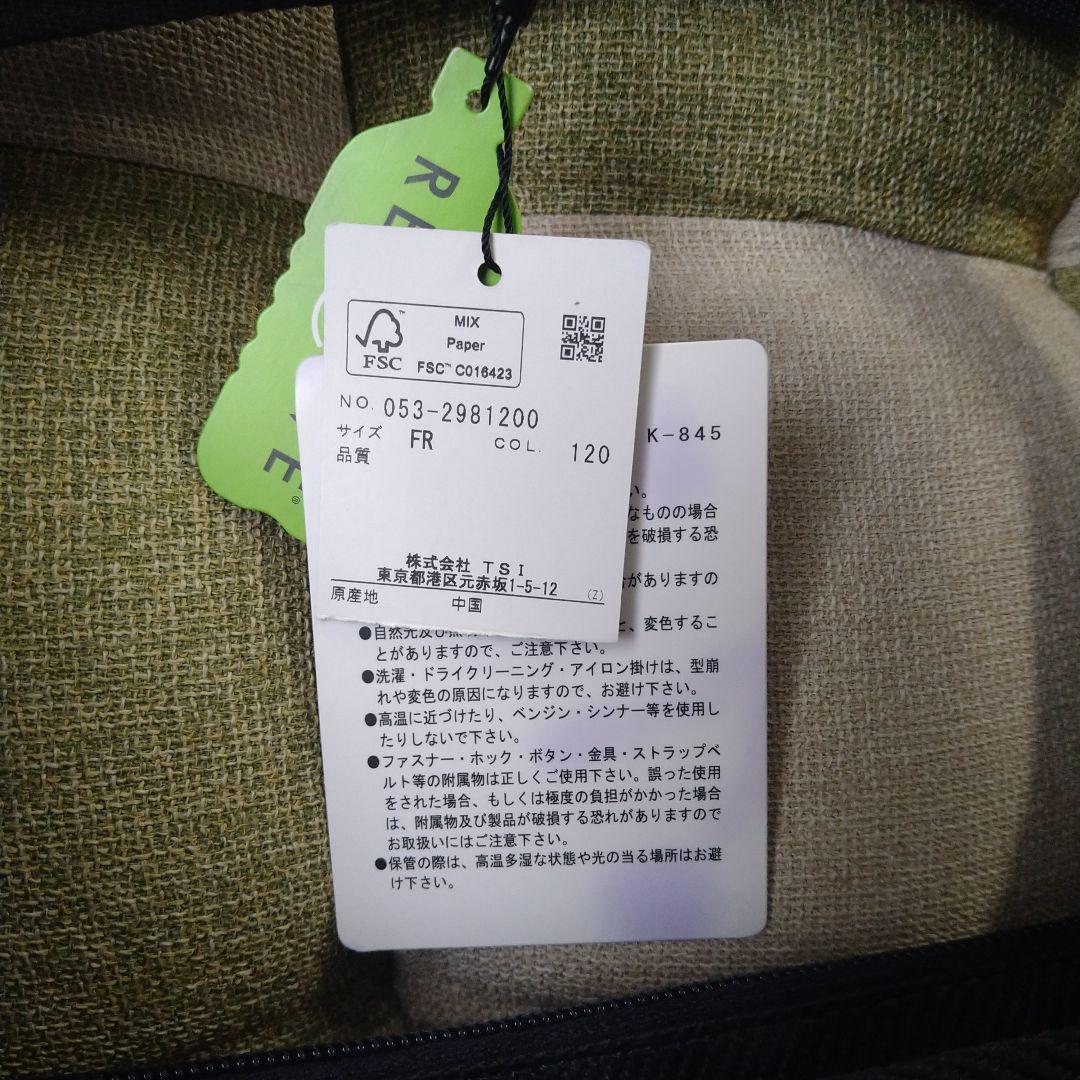 RE
E
®
FSC™
MIX
Paper
FSC™ C016423
NO. 053-2981200
サイズ FR COL. 120
品質
株式会社 TSI
東京都港区元赤坂1-5-12 (Z)
原産地 中国
K-845
い。
なものの場合
を破損する恐
がありますの
、変色するこ
●自然光及び
とがありますので、ご注意下さい。
●洗濯・ドライクリーニング・アイロン掛けは、型崩
れや変色の原因になりますので、お避け下さい。
●高温に近づけたり、ベンジン・シンナー等を使用し
たりしないで下さい。
●ファスナー・ホック・ボタン・金具・ストラップベ
ルト等の附属物は正しくご使用下さい。誤った使用
をされた場合、もしくは極度の負担がかかった場合
は、附属物及び製品が破損する恐れがありますので
お取扱いにはご注意下さい。
●保管の際は、高温多湿な状態や光の当る場所はお避
け下さい。